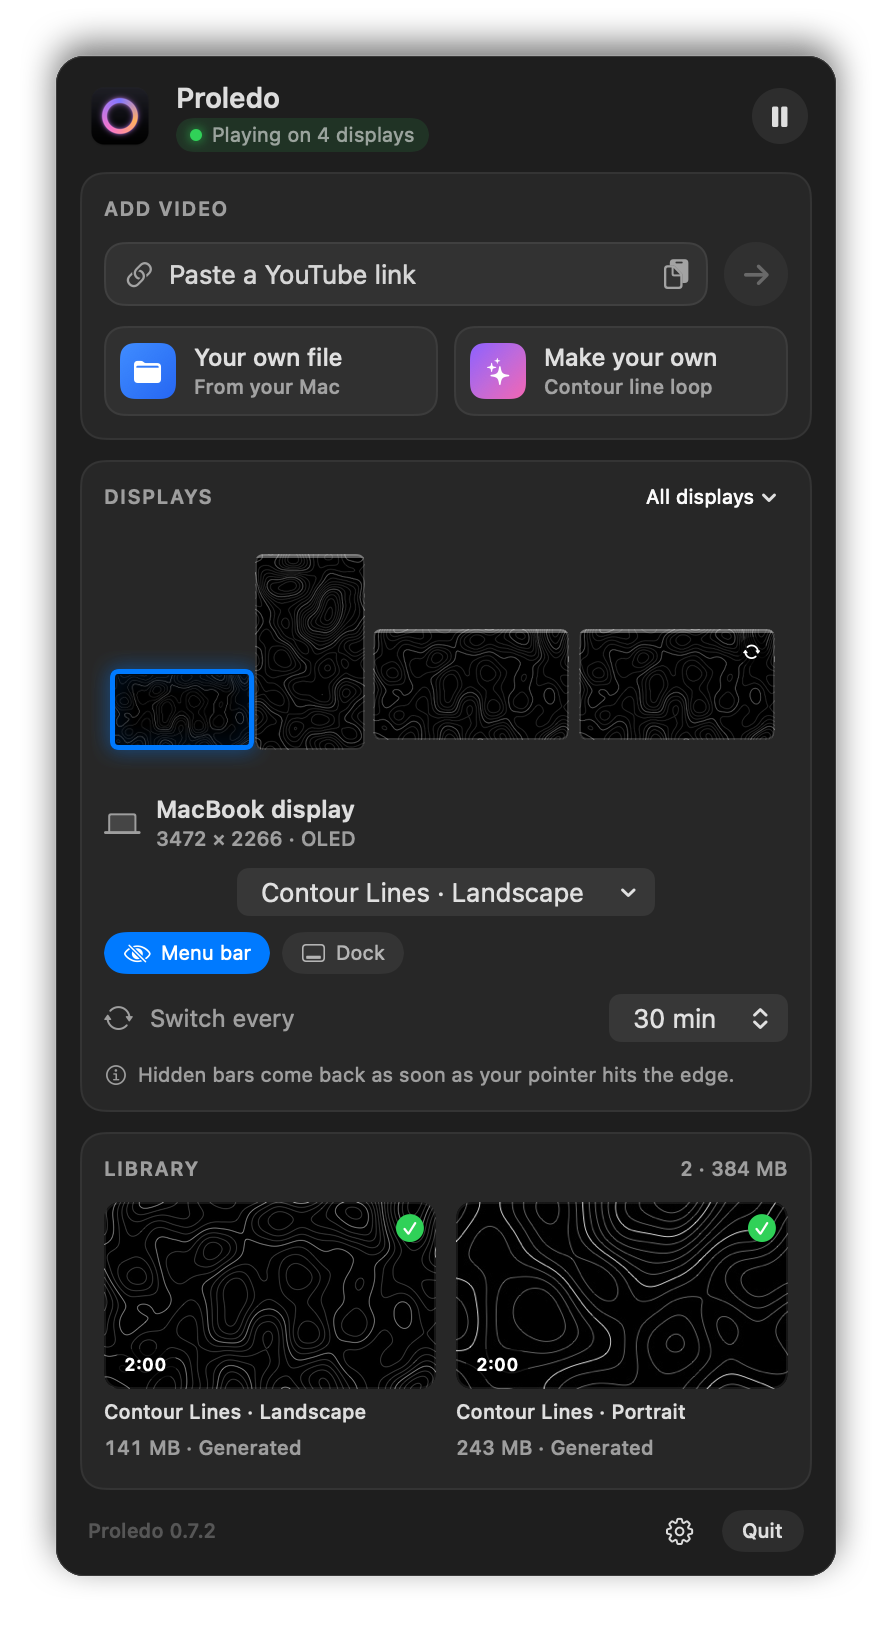 Proledo
Playing on 4 displays
ADD VIDEO
Paste a YouTube link
Your own file
From your Mac
Make your own
Contour line loop
DISPLAYS
All displays
MacBook display
3472 × 2266 · OLED
Contour Lines · Landscape
Menu bar
Dock
Switch every
30 min
Hidden bars come back as soon as your pointer hits the edge.
LIBRARY
2 · 384 MB
2:00
2:00
Contour Lines · Landscape
141 MB · Generated
Contour Lines · Portrait
243 MB · Generated
Proledo 0.7.2
Quit